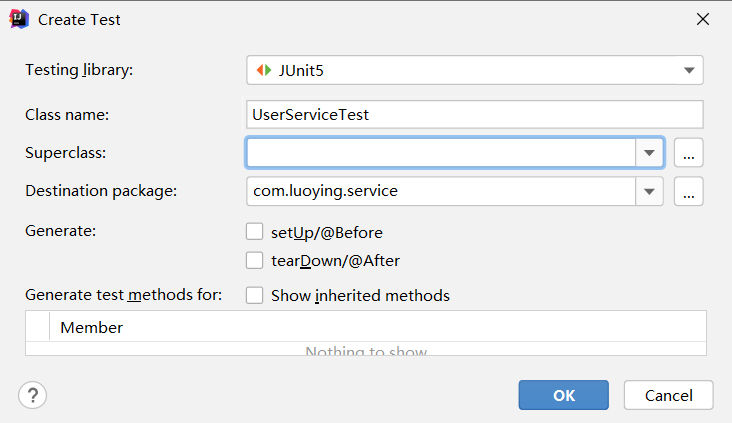 Create Test
Testing library: JUnit5
Class name: UserServiceTest
Superclass: ...
Destination package: com.luoying.service ...
Generate: setUp/@Before
tearDown/@After
Generate test methods for: Show inherited methods
Member
Nothing to show
? OK Cancel